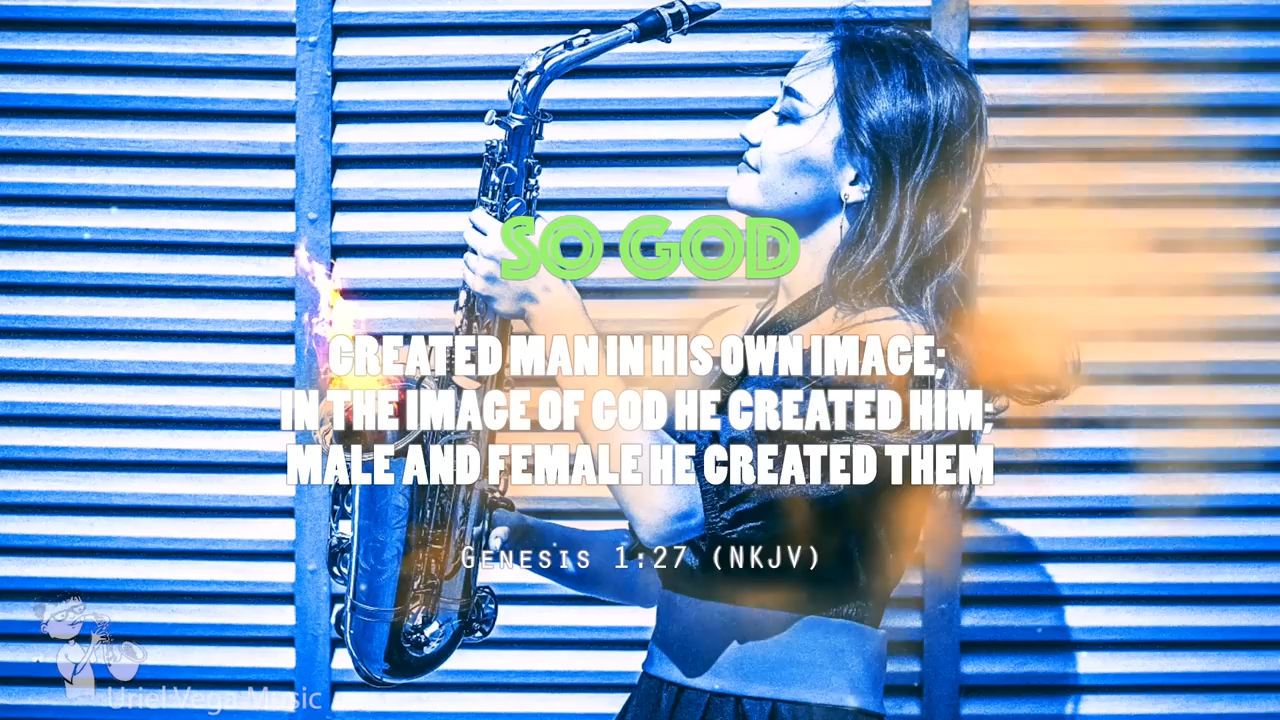 SO GOD
CREATED MAN IN HIS OWN IMAGE;
IN THE IMAGE OF GOD HE CREATED HIM;
MALE AND FEMALE HE CREATED THEM
Genesis 1:27 (NKJV)
Uriel Vega Music